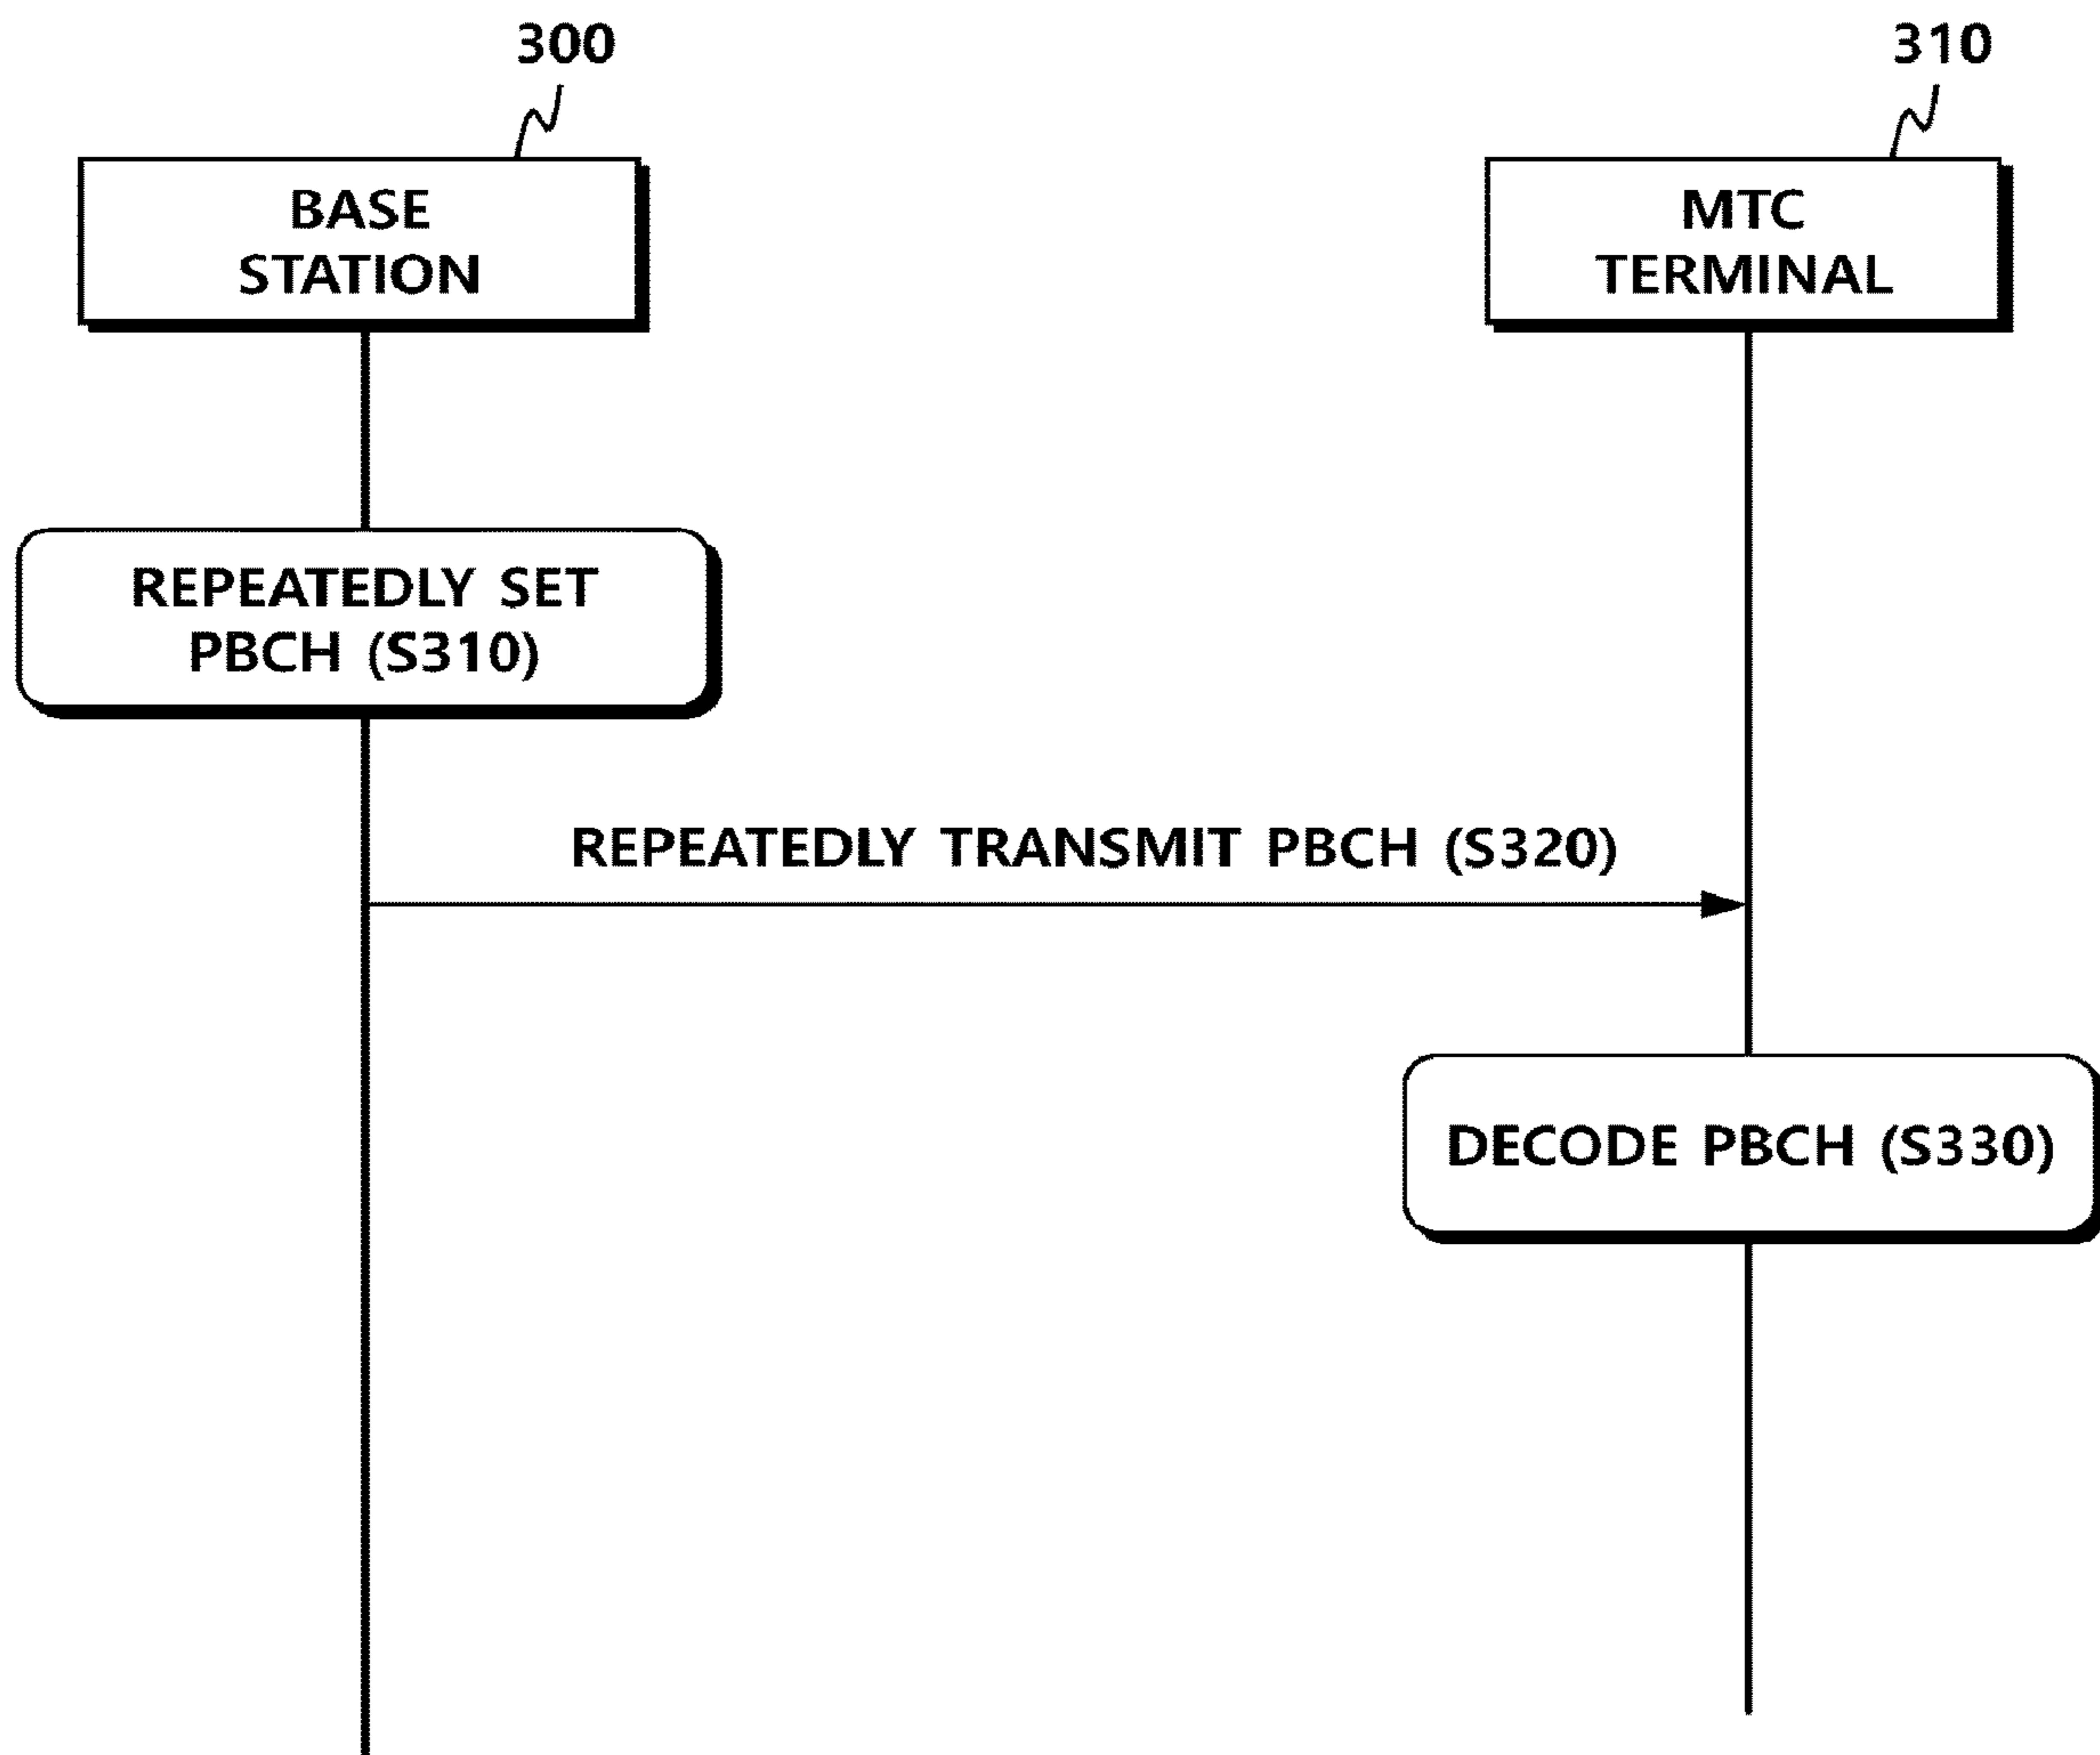 300
310
BASE
STATION
MTC
TERMINAL
REPEATEDLY SET
PBCH (S310)
REPEATEDLY TRANSMIT PBCH (S320)
DECODE PBCH (S330)